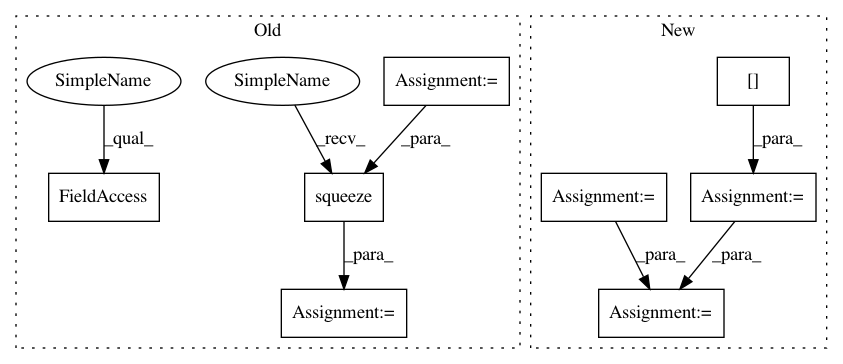 Old
New
SimpleName
SimpleName
Assignment:=
[]
_qual_
_recv_
_para_
_para_
FieldAccess
squeeze
Assignment:=
Assignment:=
_para_
_para_
_para_
Assignment:=
Assignment:=